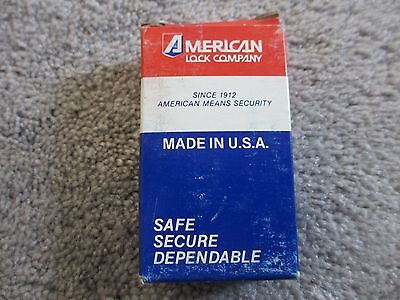 AMERICAN
LOCK COMPANY
SINCE 1912
AMERICAN MEANS SECURITY
MADE IN U.S.A.
SAFE
SECURE
DEPENDABLE